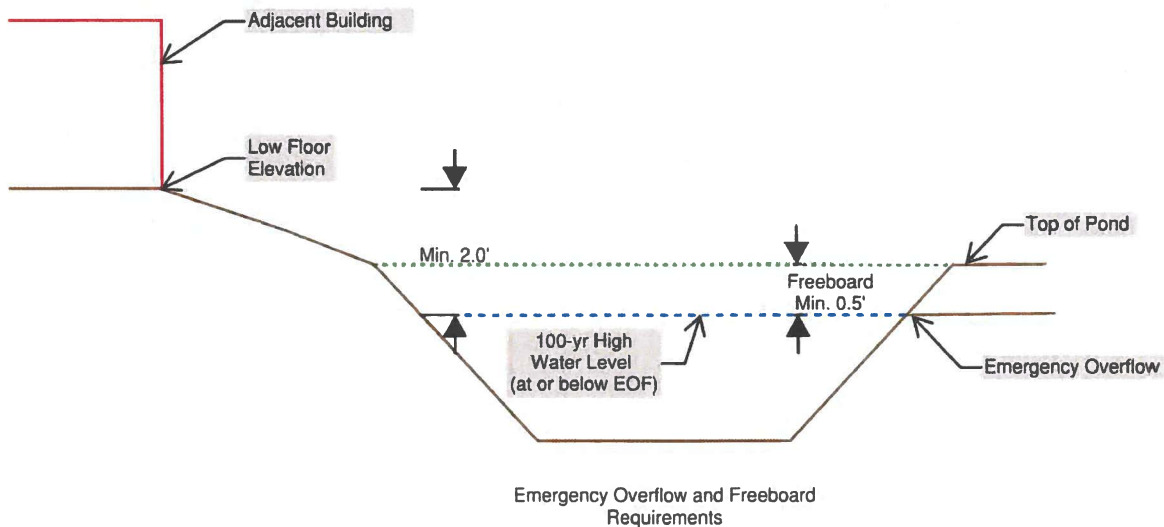 Adjacent Building
Low Floor
Elevation
Top of Pond
Min. 2.0'
Freeboard
Min. 0.5'
100-yr High
Water Level
(at or below EOF)
Emergency Overflow
Emergency Overflow and Freeboard
Requirements